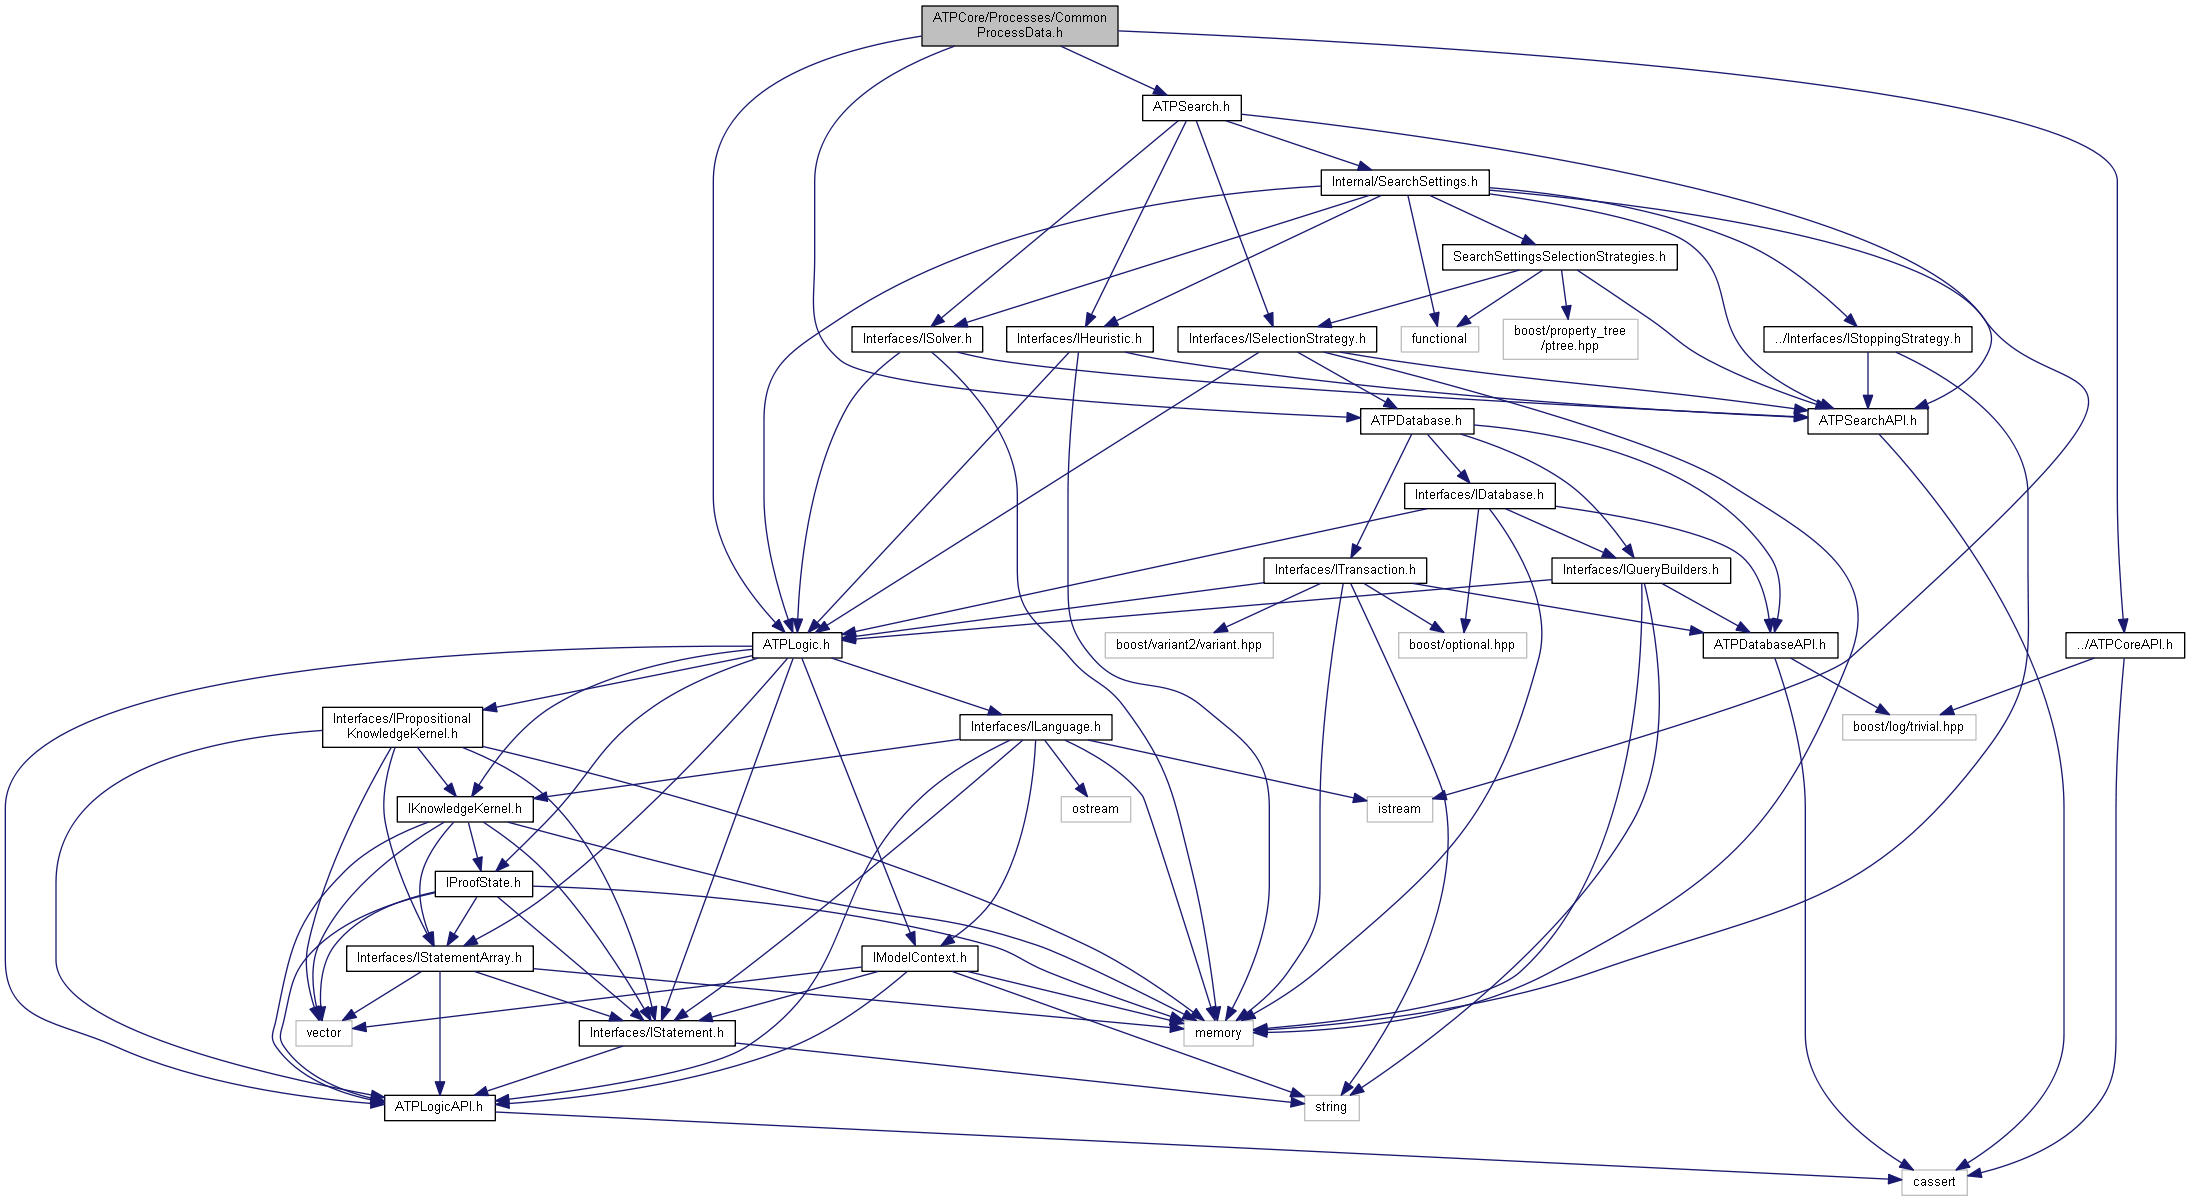 ATPCore/Processes/Common
ProcessData.h
ATPSearch.h
Internal/SearchSettings.h
SearchSettingsSelectionStrategies.h
Interfaces/ISolver.h
Interfaces/IHeuristic.h
Interfaces/ISelectionStrategy.h
functional
boost/property_tree
/ptree.hpp
../Interfaces/IStoppingStrategy.h
ATPDatabase.h
ATPSearchAPI.h
Interfaces/IDatabase.h
Interfaces/ITransaction.h
Interfaces/IQueryBuilders.h
ATPLogic.h
boost/variant2/variant.hpp
boost/optional.hpp
ATPDatabaseAPI.h
../ATPCoreAPI.h
Interfaces/IPropositional
KnowledgeKernel.h
Interfaces/ILanguage.h
boost/log/trivial.hpp
IKnowledgeKernel.h
ostream
istream
IProofState.h
Interfaces/IStatementArray.h
IModelContext.h
vector
Interfaces/IStatement.h
memory
ATPLogicAPI.h
string
cassert